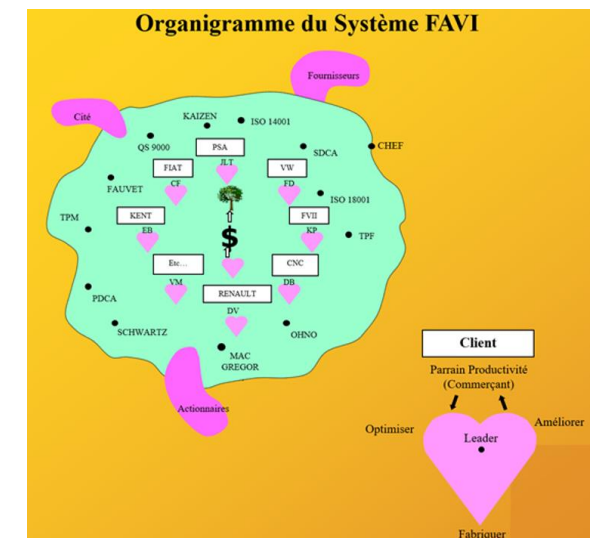 Organigramme du Système FAVI
Fournisseurs
Cité
KAIZEN
ISO 14001
QS 9000
PSA
SDCA
CHEF
FIAT
JLT
VW
CF
FD
FAUVET
ISO 18001
TPM
KENT
FVII
EB
$
KP
TPF
Etc...
CNC
VM
DB
PDCA
RENAULT
DV
SCHWARTZ
OHNO
MAC
GREGOR
Actionnaires
Client
Parrain Productivité
(Commerçant)
Optimiser
Améliorer
Leader
Fabriquer